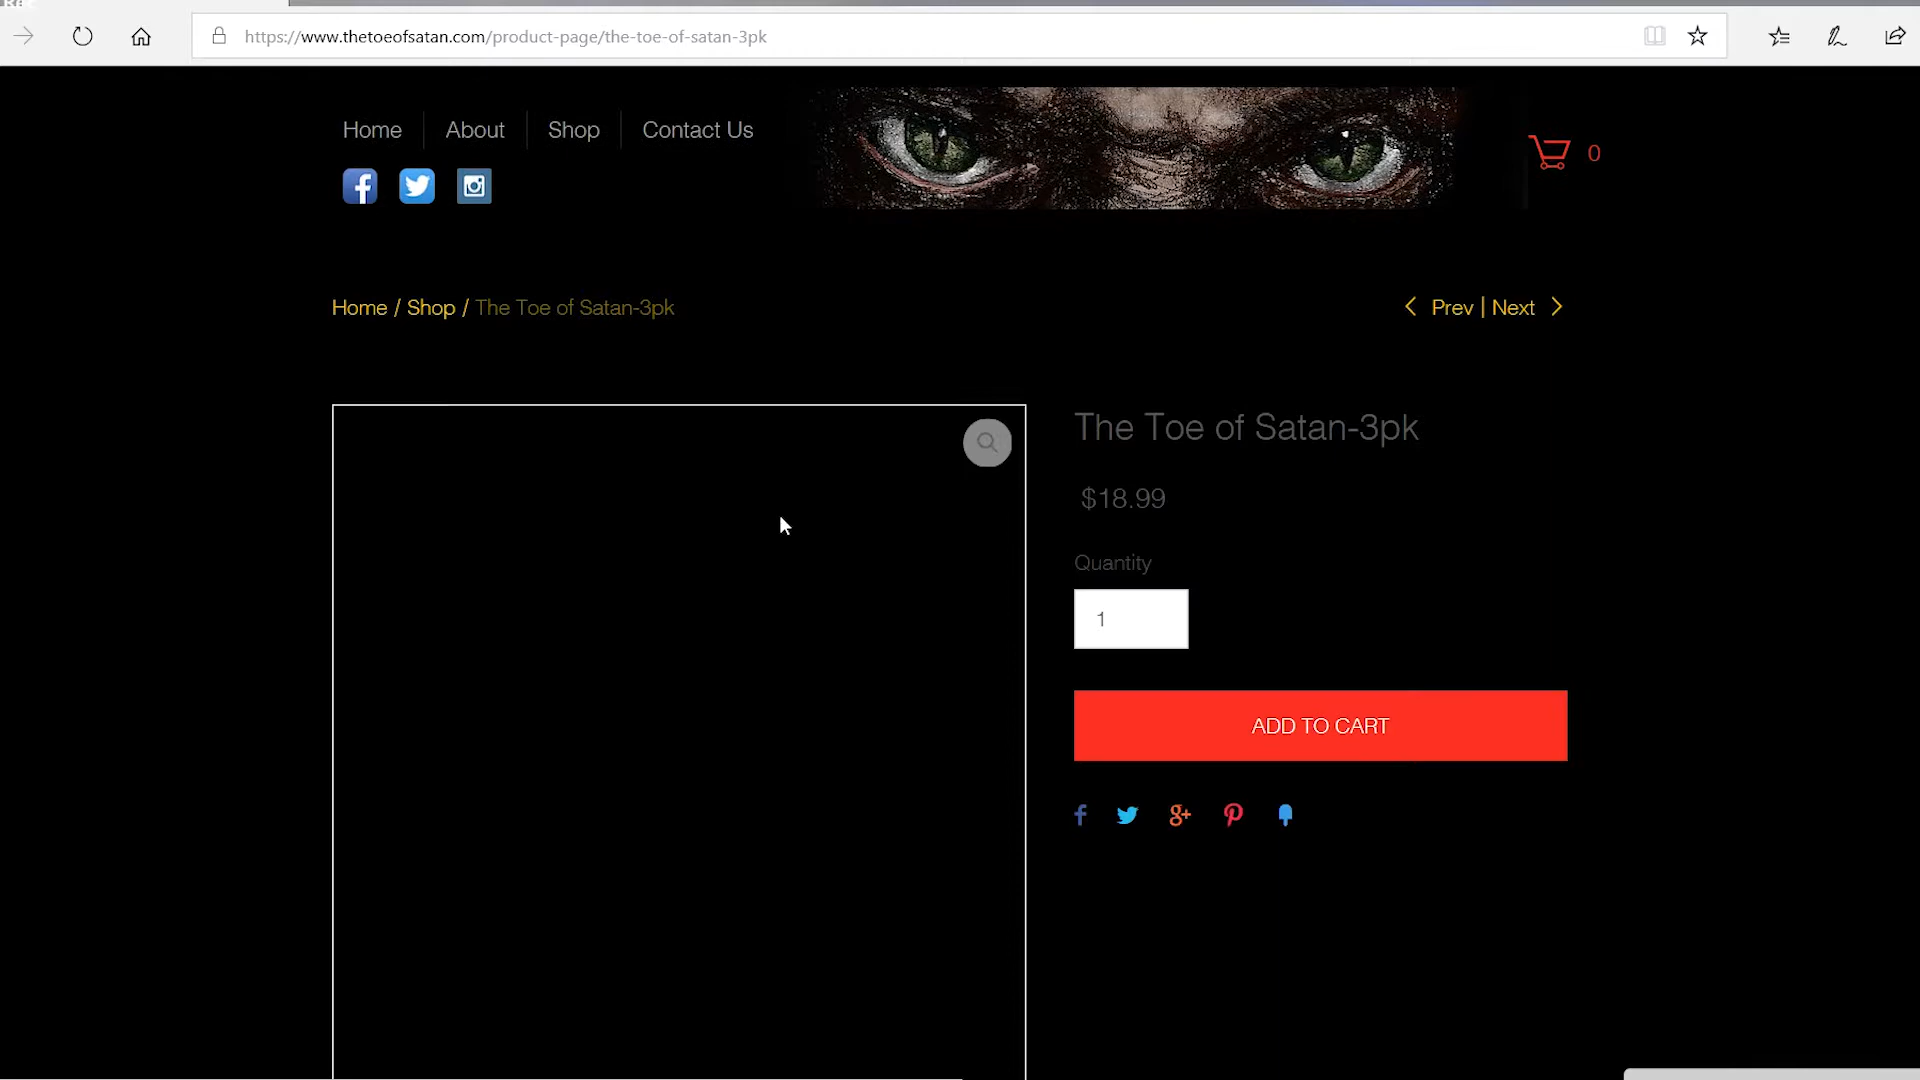 https://www.thetoeofsatan.com/product-page/the-toe-of-satan-3pk
Home
About
Shop
Contact Us
0
Home / Shop / The Toe of Satan-3pk
Prev | Next
The Toe of Satan-3pk
$18.99
Quantity
1
ADD TO CART